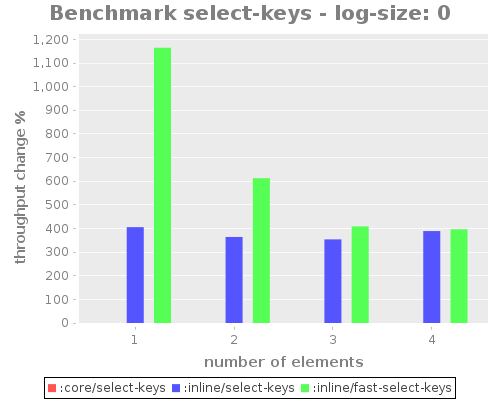 Benchmark select-keys - log-size: 0
throughput change %
1,200
1,100
1,000
900
800
700
600
500
400
300
200
100
0
1 2 3 4
number of elements
:core/select-keys :inline/select-keys :inline/fast-select-keys